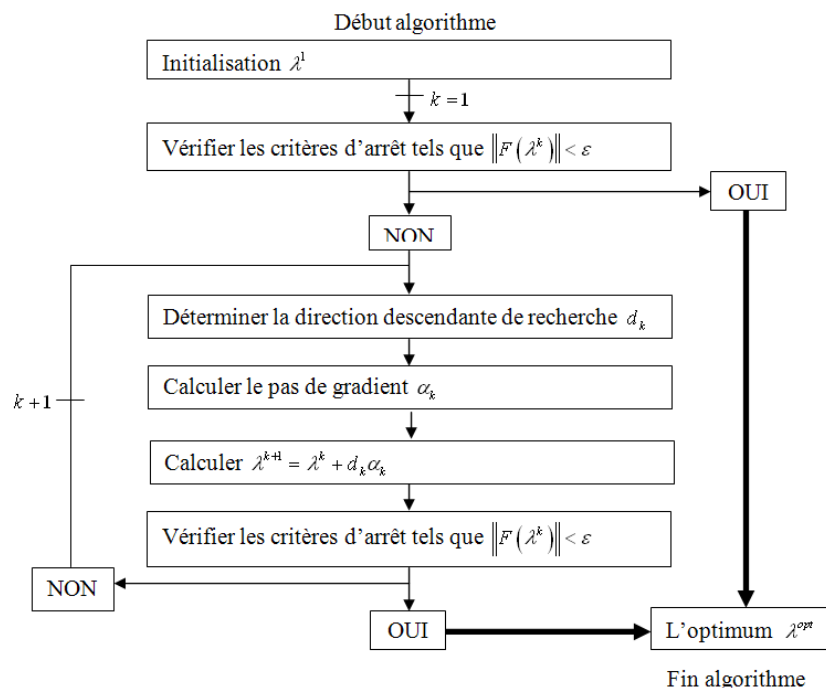 Début algorithme
Initialisation λ¹
k = 1
Vérifier les critères d’arrêt tels que ‖F(λᵏ)‖ < ε
OUI
NON
Déterminer la direction descendante de recherche dₖ
Calculer le pas de gradient αₖ
k + 1
Calculer λᵏ⁺¹ = λᵏ + dₖαₖ
Vérifier les critères d’arrêt tels que ‖F(λᵏ)‖ < ε
NON
OUI
L’optimum λᵒᵖᵗ
Fin algorithme